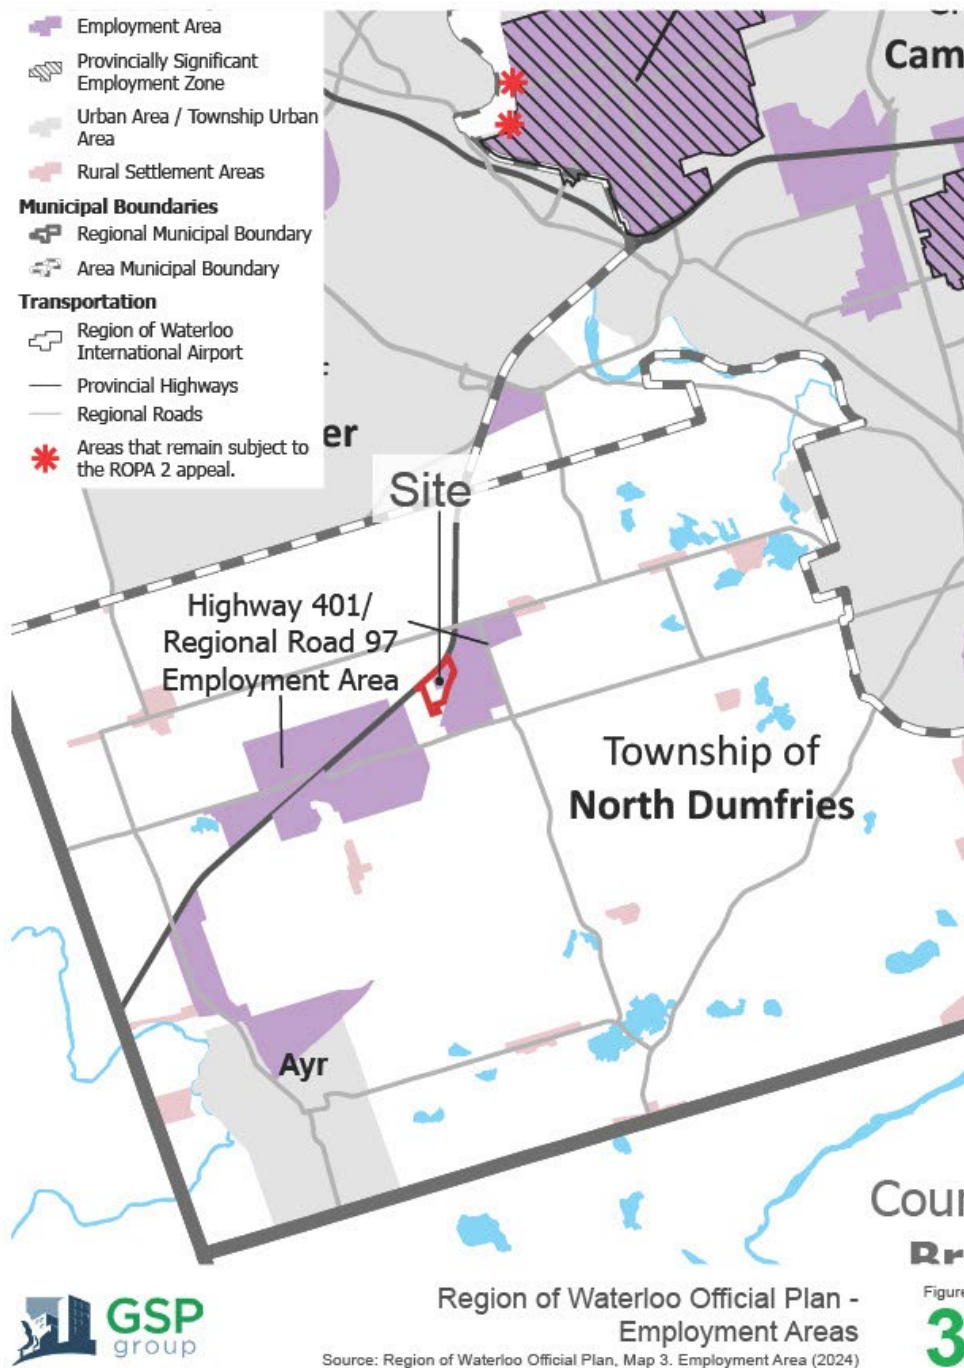 Employment Area
Provincially Significant
Employment Zone
Urban Area / Township Urban
Area
Rural Settlement Areas
Municipal Boundaries
Regional Municipal Boundary
Area Municipal Boundary
Transportation
Region of Waterloo
International Airport
Provincial Highways
Regional Roads
Areas that remain subject to
the ROPA 2 appeal.
Cam
er
Site
Highway 401/
Regional Road 97
Employment Area
Township of
North Dumfries
Ayr
Coun
Br
GSP
group
Region of Waterloo Official Plan -
Employment Areas
Source: Region of Waterloo Official Plan, Map 3. Employment Area (2024)
Figure
3